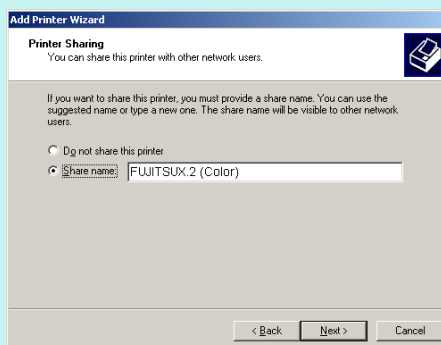 Add Printer Wizard
Printer Sharing
You can share this printer with other network users.
If you want to share this printer, you must provide a share name. You can use the
suggested name or type a new one. The share name will be visible to other network
users.
Do not share this printer
Share name: FUJITSUX.2 (Color)
< Back Next > Cancel